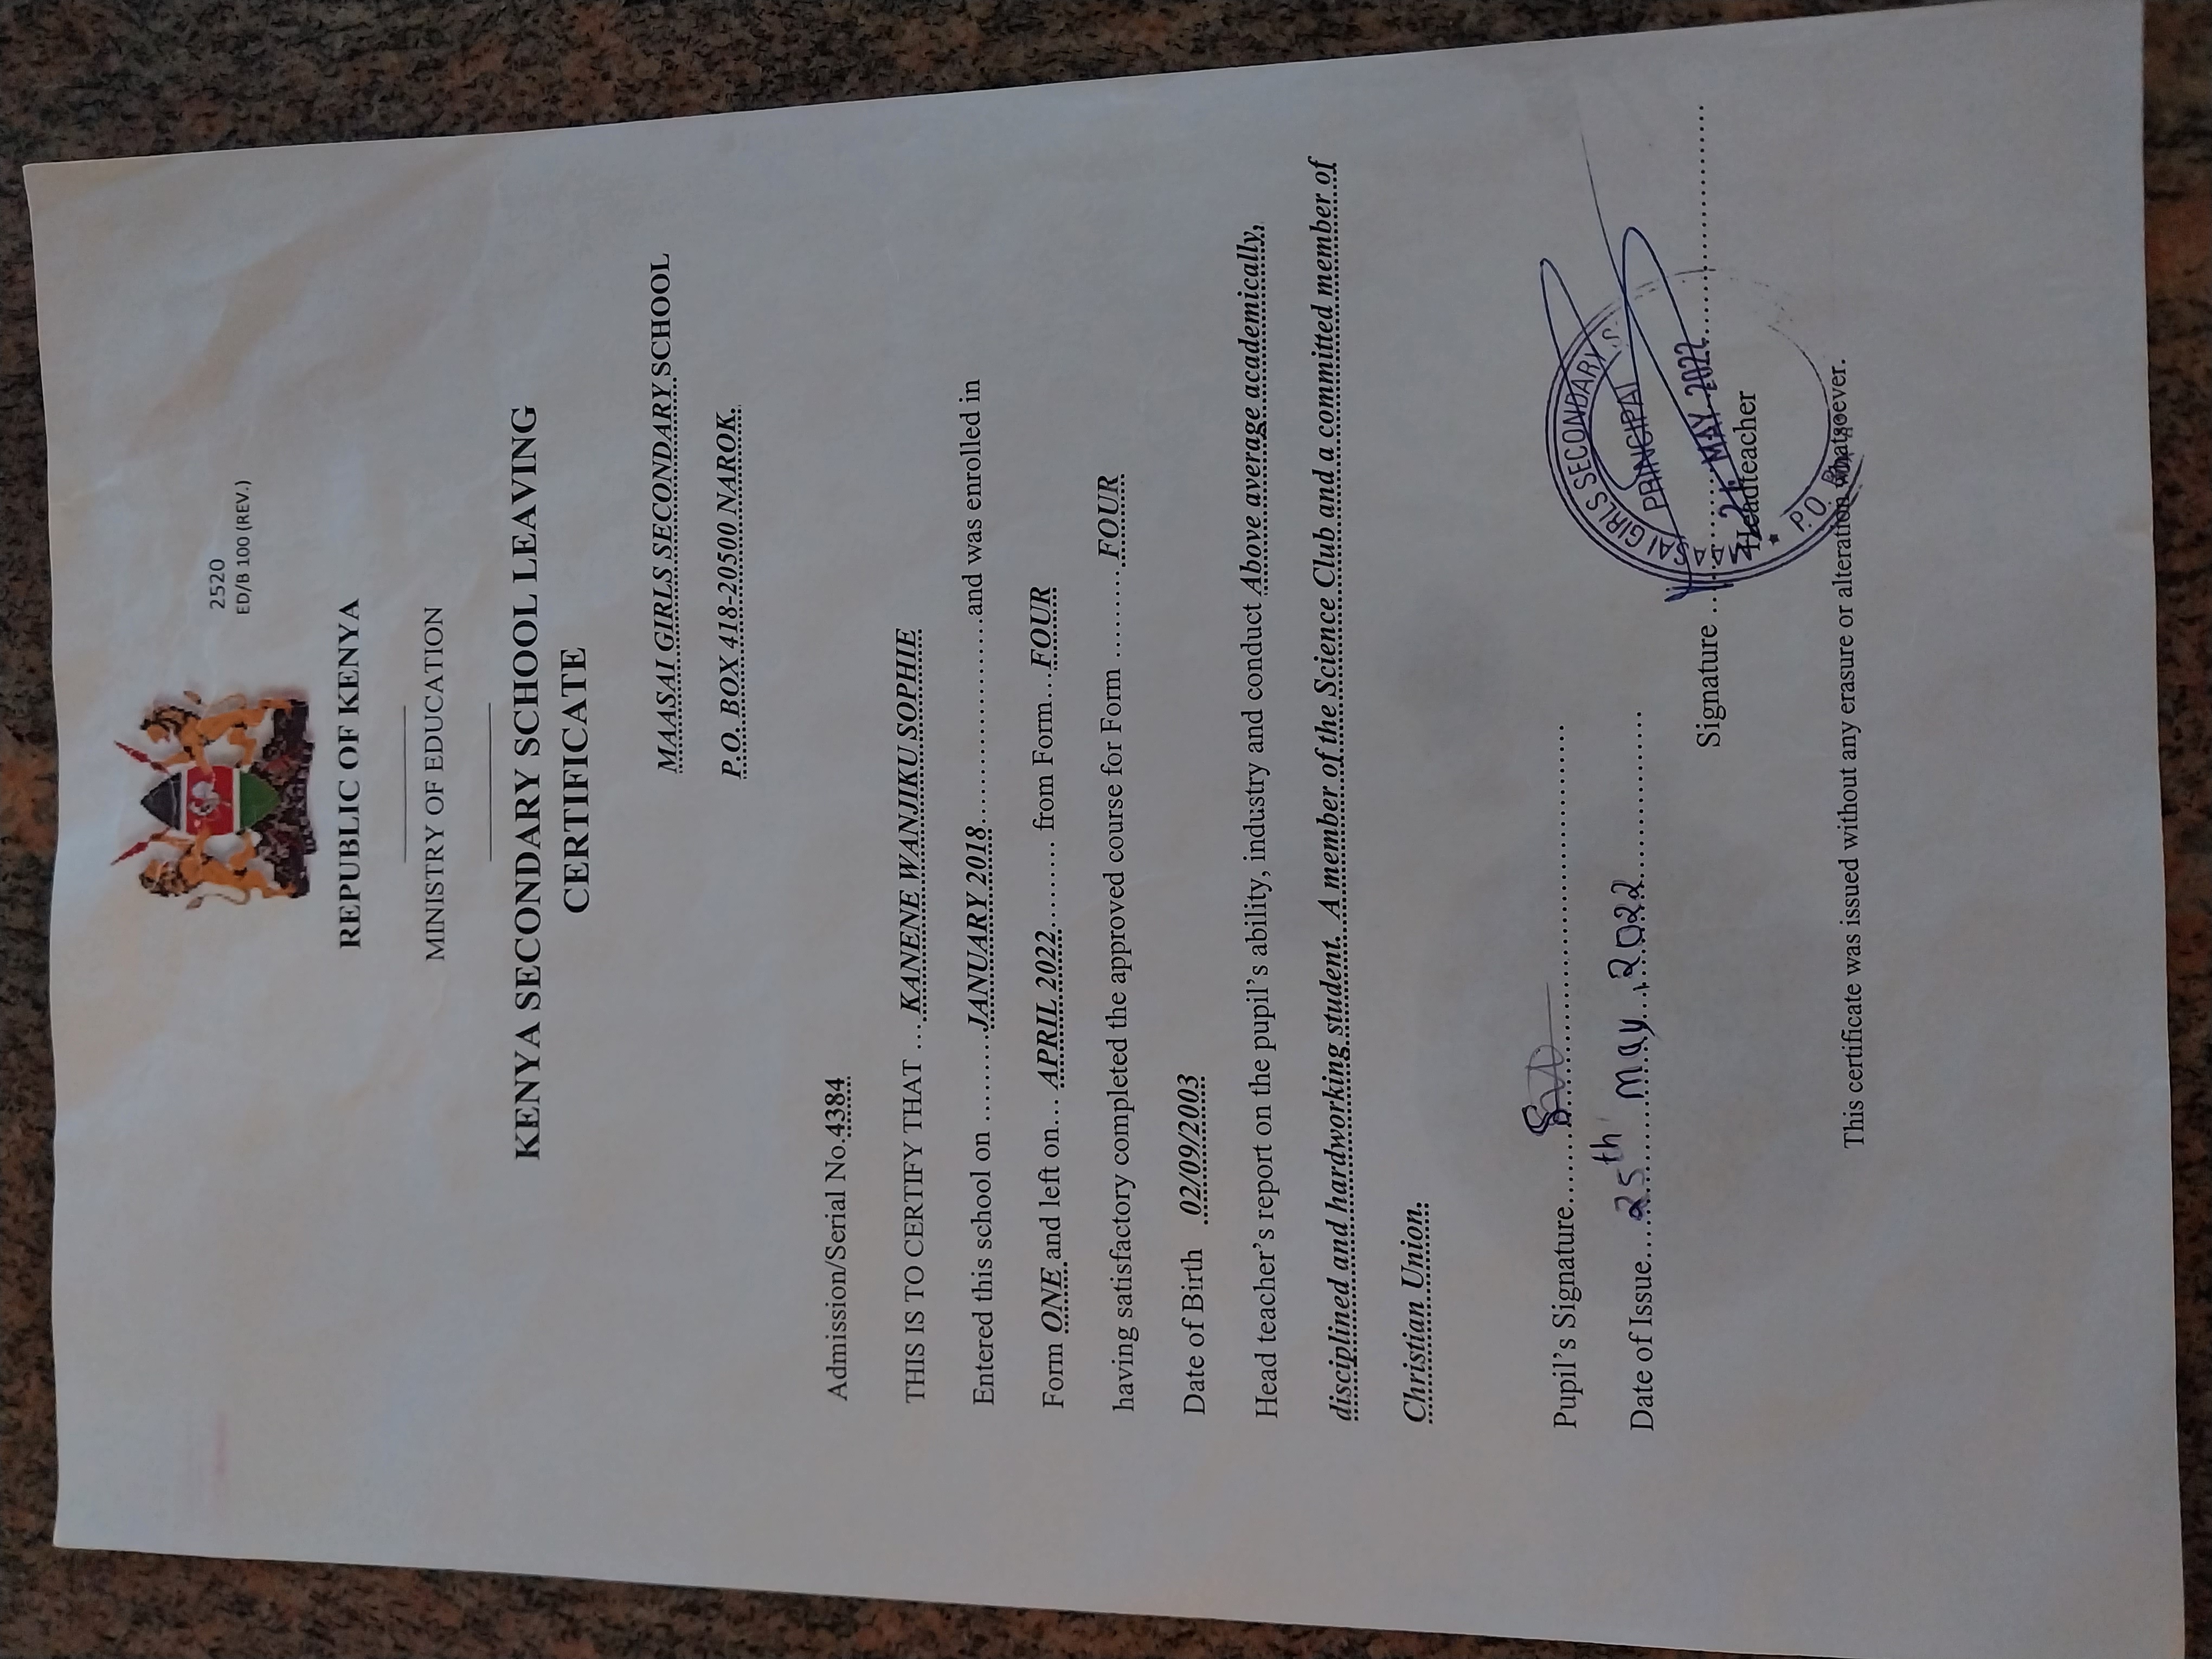 2520
ED/B 100 (REV.)
REPUBLIC OF KENYA
MINISTRY OF EDUCATION
KENYA SECONDARY SCHOOL LEAVING
CERTIFICATE
MAASAI GIRLS SECONDARY SCHOOL
P.O. BOX 418-20500 NAROK.
Admission/Serial No.4384
THIS IS TO CERTIFY THAT ... KANENE WANJIKU SOPHIE
Entered this school on .........JANUARY 2018.....................and was enrolled in
Form ONE and left on... APRIL 2022......... from Form...FOUR
having satisfactory completed the approved course for Form ......... FOUR
Date of Birth 02/09/2003
Head teacher's report on the pupil's ability, industry and conduct Above average academically,
disciplined and hardworking student. A member of the Science Club and a committed member of
Christian Union.
Pupil's Signature
Date of Issue....25th May, 2022
MAASAI GIRLS SECONDARY S
PRINCIPAL
MAY 2022
P.O.
Signature
Headteacher
This certificate was issued without any erasure or alteration whatsoever.